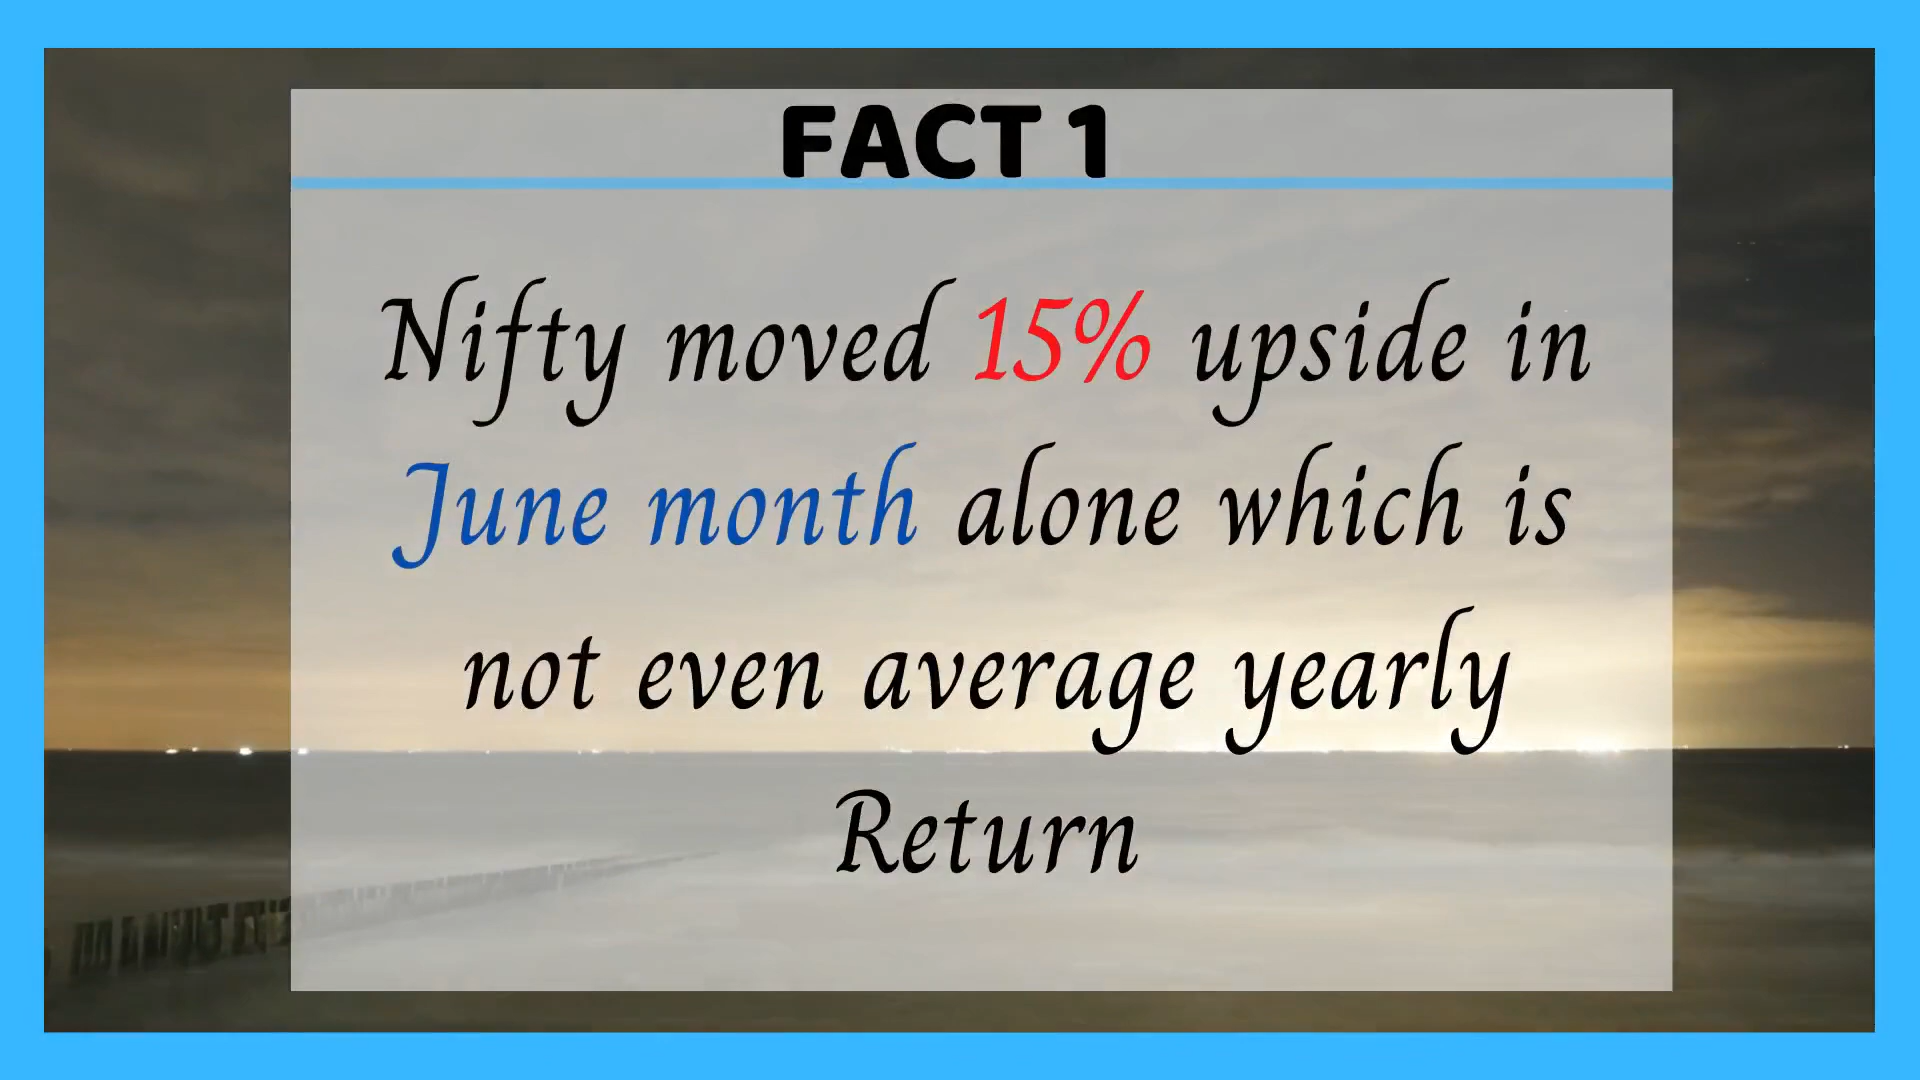 FACT 1
Nifty moved 15% upside in
June month alone which is
not even average yearly
Return